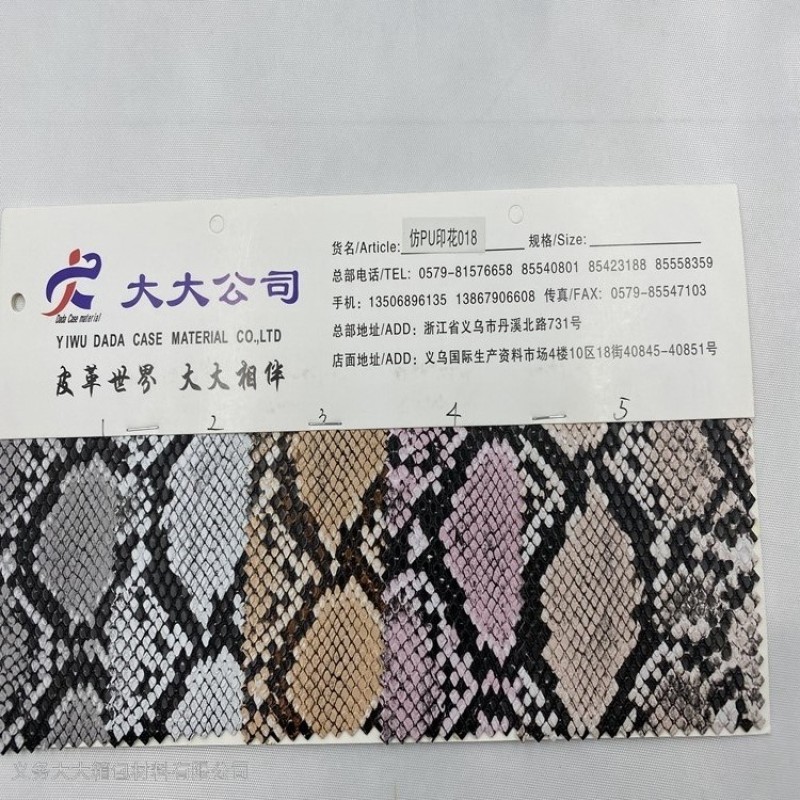 大大公司
Dada Case material
YIWU DADA CASE MATERIAL CO.,LTD
皮革世界 大大相伴
货名/Article: 仿PU印花018 规格/Size:
总部电话/TEL: 0579-81576658 85540801 85423188 85558359
手机: 13506896135 13867906608 传真/FAX: 0579-85547103
总部地址/ADD: 浙江省义乌市丹溪北路731号
店面地址/ADD: 义乌国际生产资料市场4楼10区18街40845-40851号
1 2 3 4 5
义务大大箱包材料有限公司